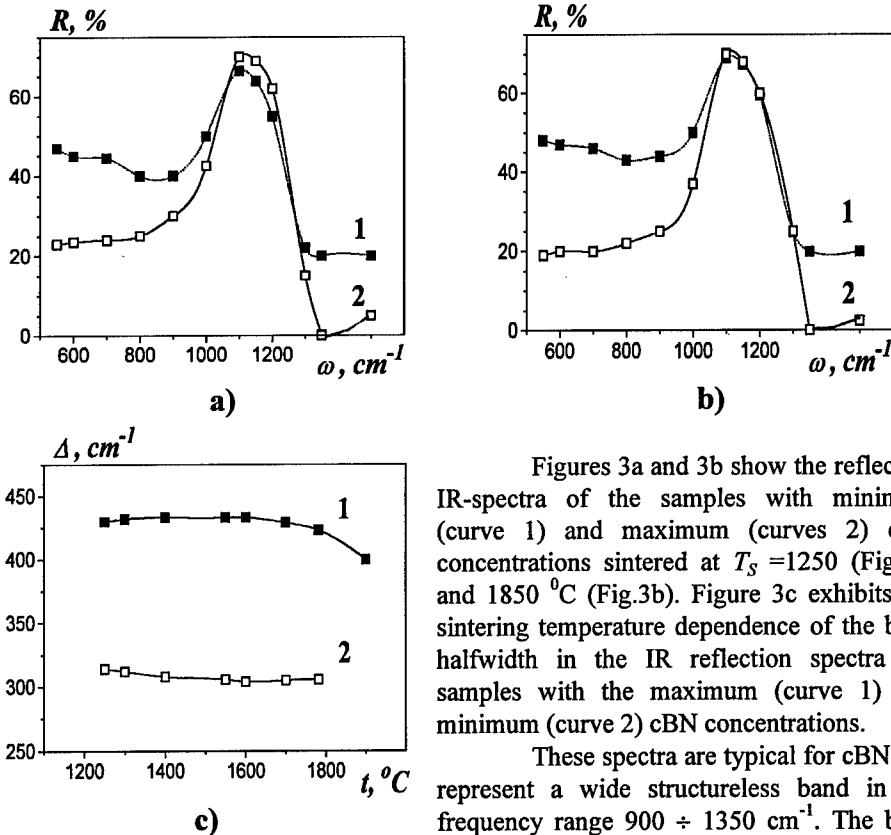 R, %
60
40
20
0
600
800
1000
1200
ω, cm⁻¹
1
2
a)
R, %
60
40
20
0
600
800
1000
1200
ω, cm⁻¹
1
2
b)
Δ, cm⁻¹
450
400
350
300
250
1200
1400
1600
1800
t, °C
1
2
c)
Figures 3a and 3b show the
IR-spectra of the samples with
(curve 1) and maximum (curves 2)
concentrations sintered at T_S =1250
and 1850 ⁰C (Fig.3b). Figure 3c exhibits
sintering temperature dependence of the
halfwidth in the IR reflection spectra
samples with the maximum (curve 1)
minimum (curve 2) cBN concentrations.
These spectra are typical for cBN
represent a wide structureless band in
frequency range 900 ÷ 1350 cm⁻¹. The